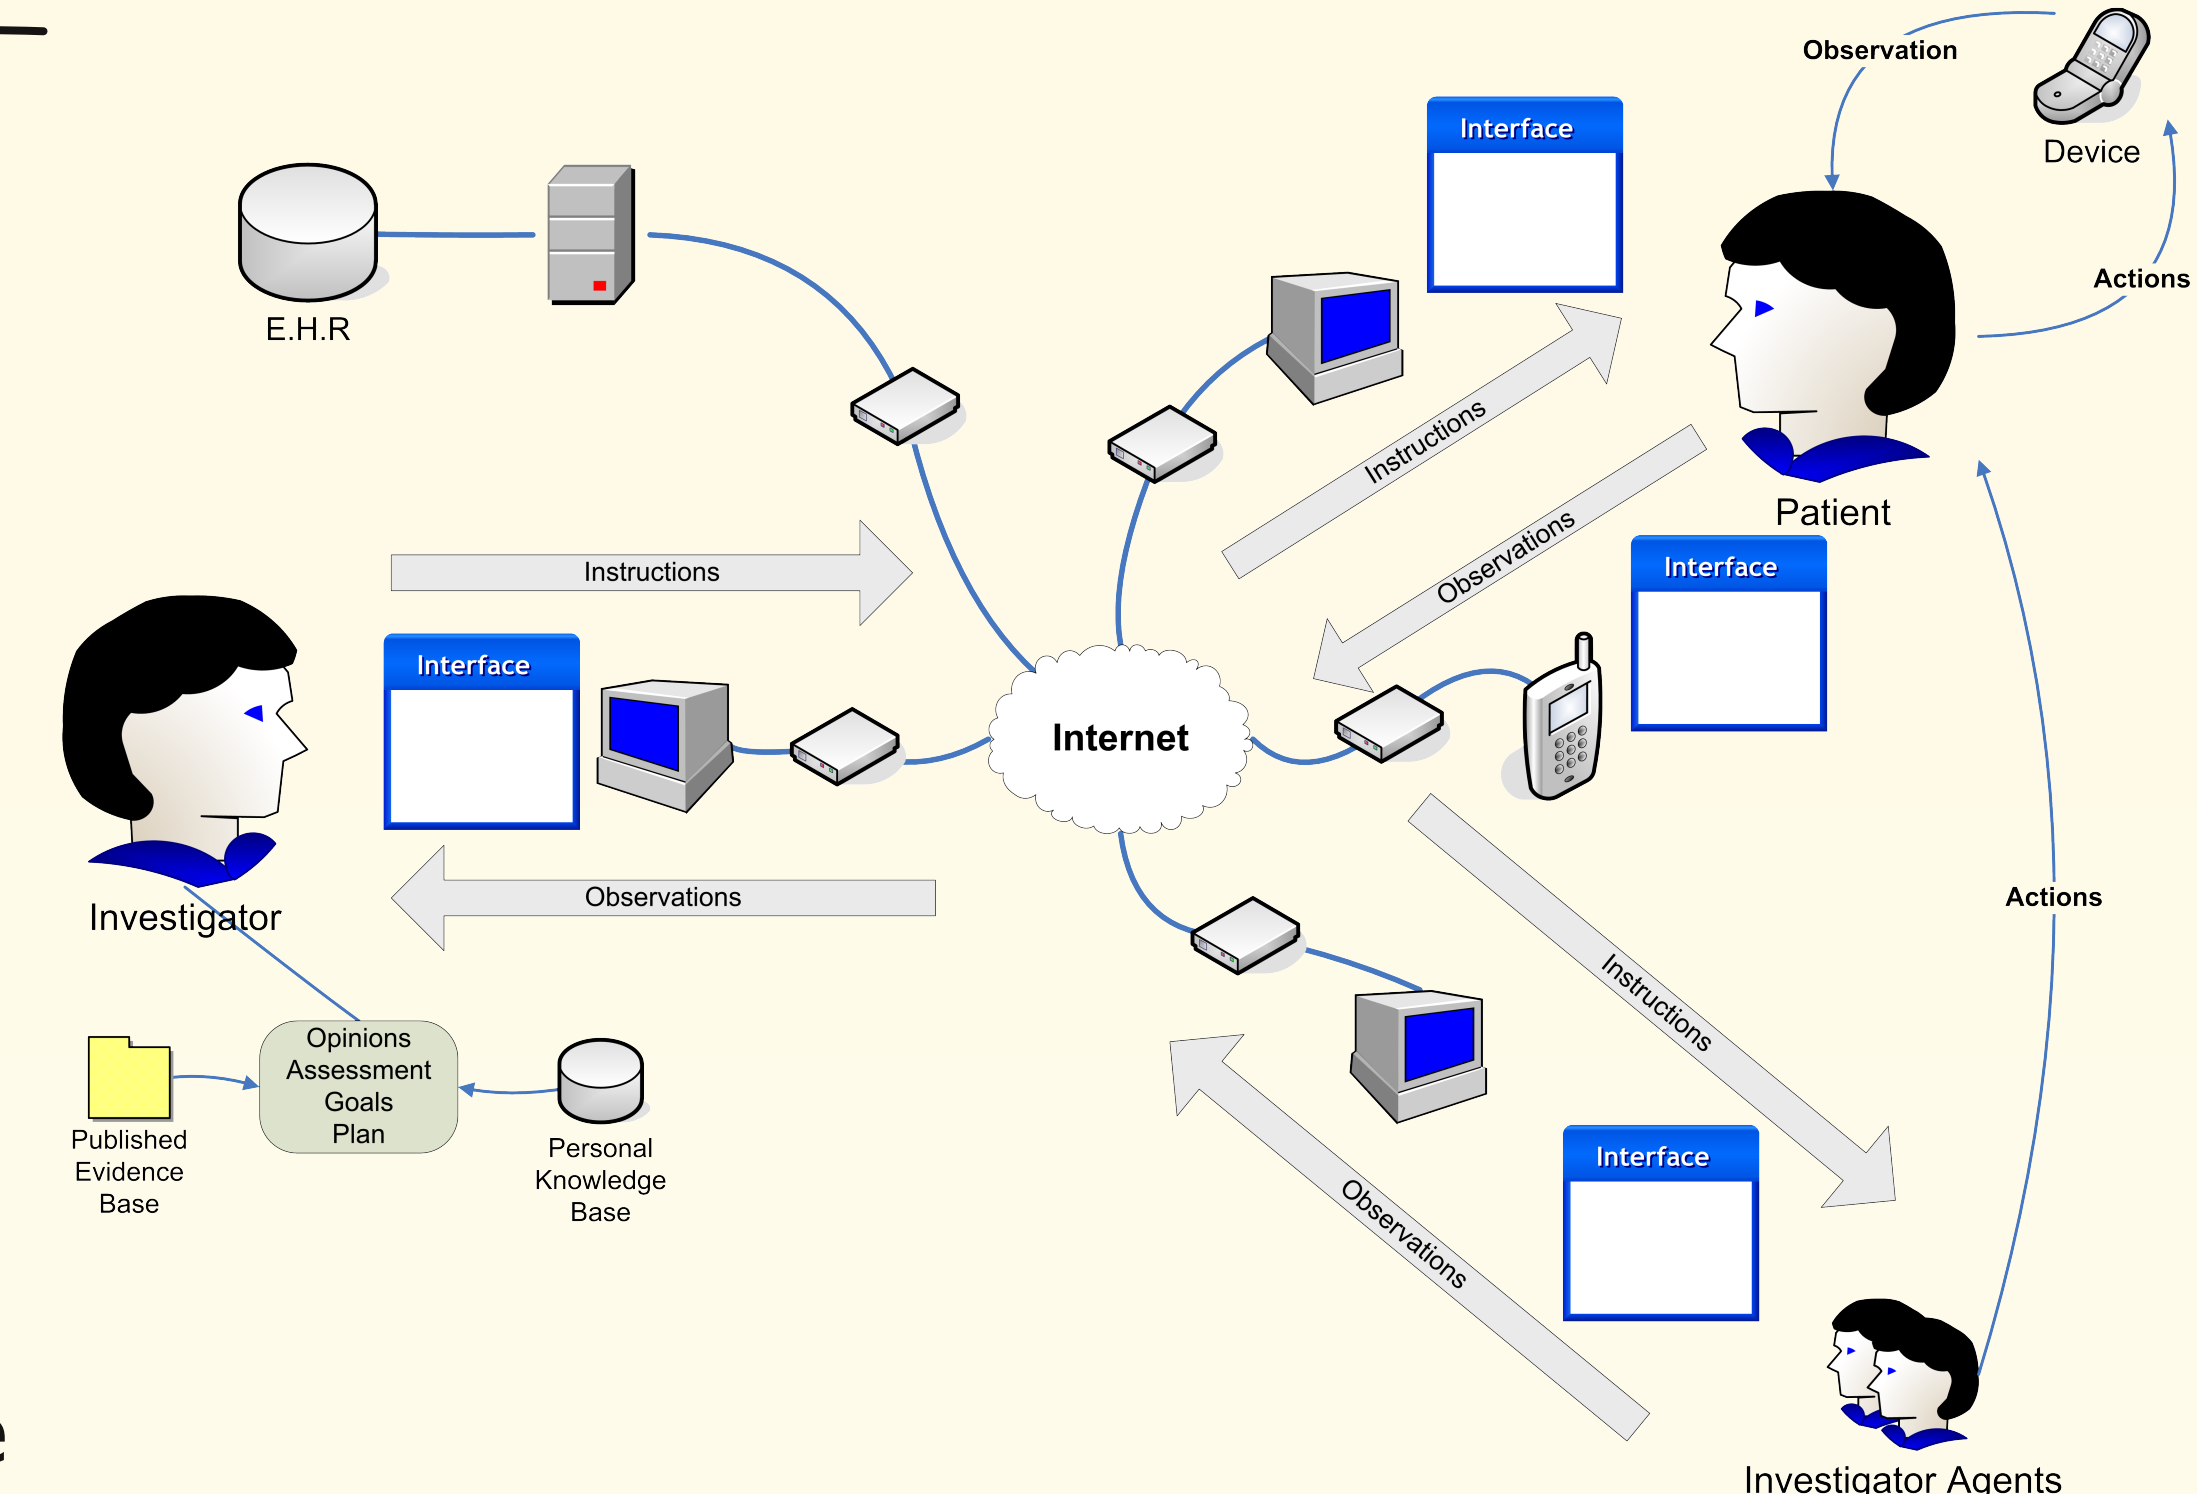 Observation
Device
Interface
Actions
E.H.R
Instructions
Patient
Observations
Instructions
Interface
Interface
Internet
Investigator
Observations
Actions
Instructions
Opinions
Assessment
Goals
Plan
Published
Evidence
Base
Personal
Knowledge
Base
Interface
Observations
Investigator Agents
e